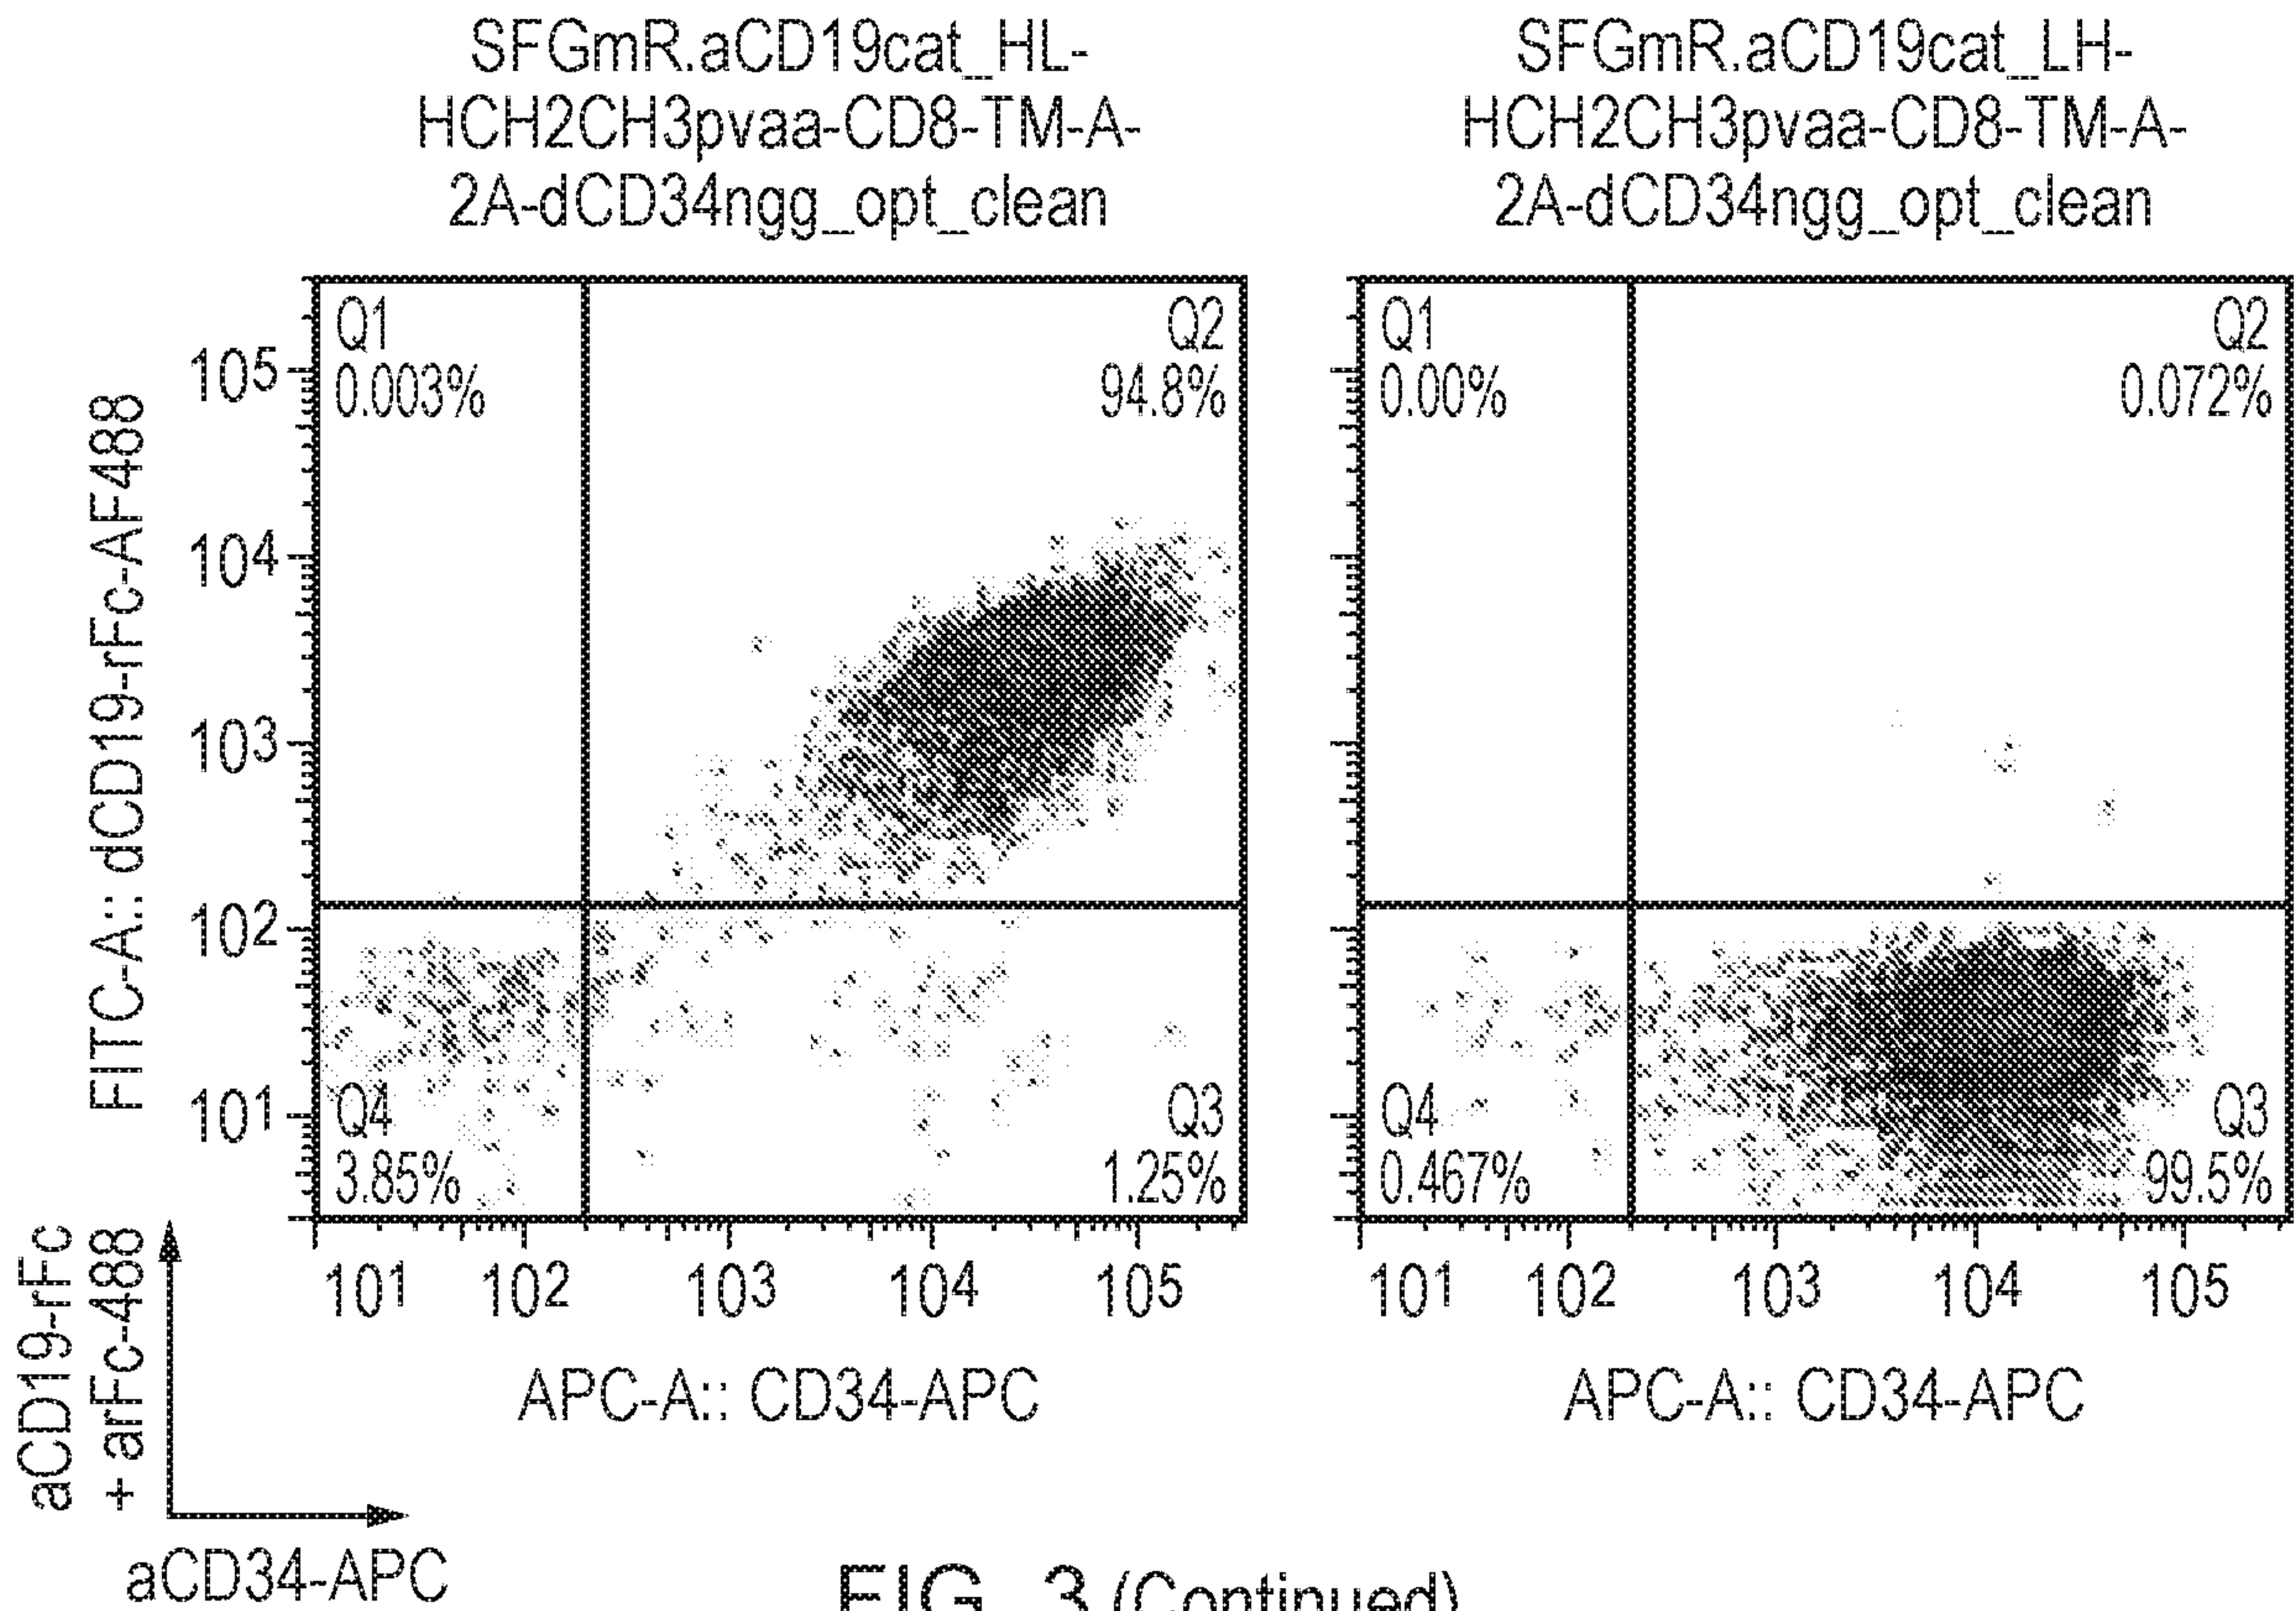 SFGmR.aCD19cat_HL-
HCH2CH3pvaa-CD8-TM-A-
2A-dCD34ngg_opt_clean
SFGmR.aCD19cat_LH-
HCH2CH3pvaa-CD8-TM-A-
2A-dCD34ngg_opt_clean
FITC-A:: dCD19-rFc-AF488
105
104
103
102
101
Q1
0.003%
Q2
94.8%
Q4
3.85%
Q3
1.25%
101 102 103 104 105
APC-A:: CD34-APC
Q1
0.00%
Q2
0.072%
Q4
0.467%
Q3
99.5%
101 102 103 104 105
APC-A:: CD34-APC
aCD19-rFc
+ arFc-488
aCD34-APC
FIG. 3 (Continued)